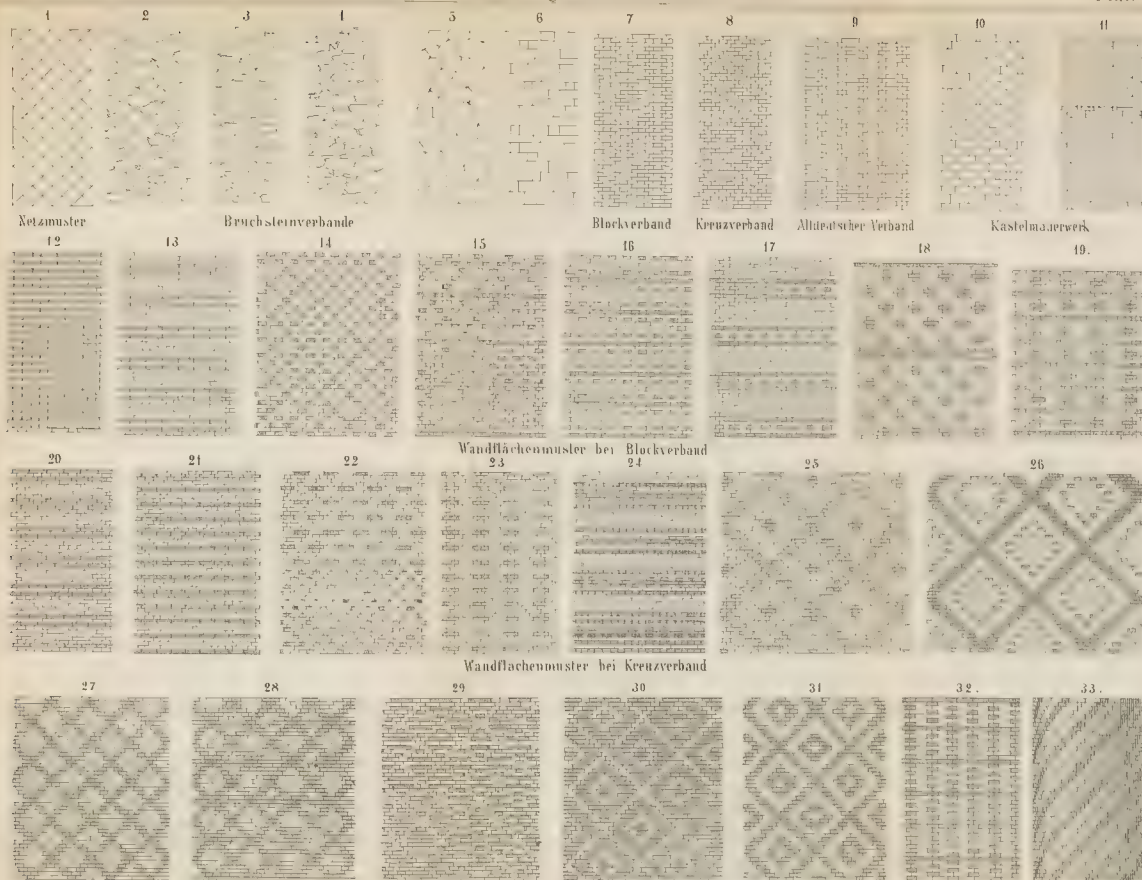 1 2 3 4 5 6 7 8 9 10 11
Netzmuster Bruchsteinverbande Blockverband Kreuzverband Altdeutscher Verband Kastelmauerwerk
12 13 14 15 16 17 18 19.
Wandflächenmuster bei Blockverband
20 21 22 23 24 25 26
Wandflachenmuster bei Kreuzverband
27 28 29 30 31 32. 33.